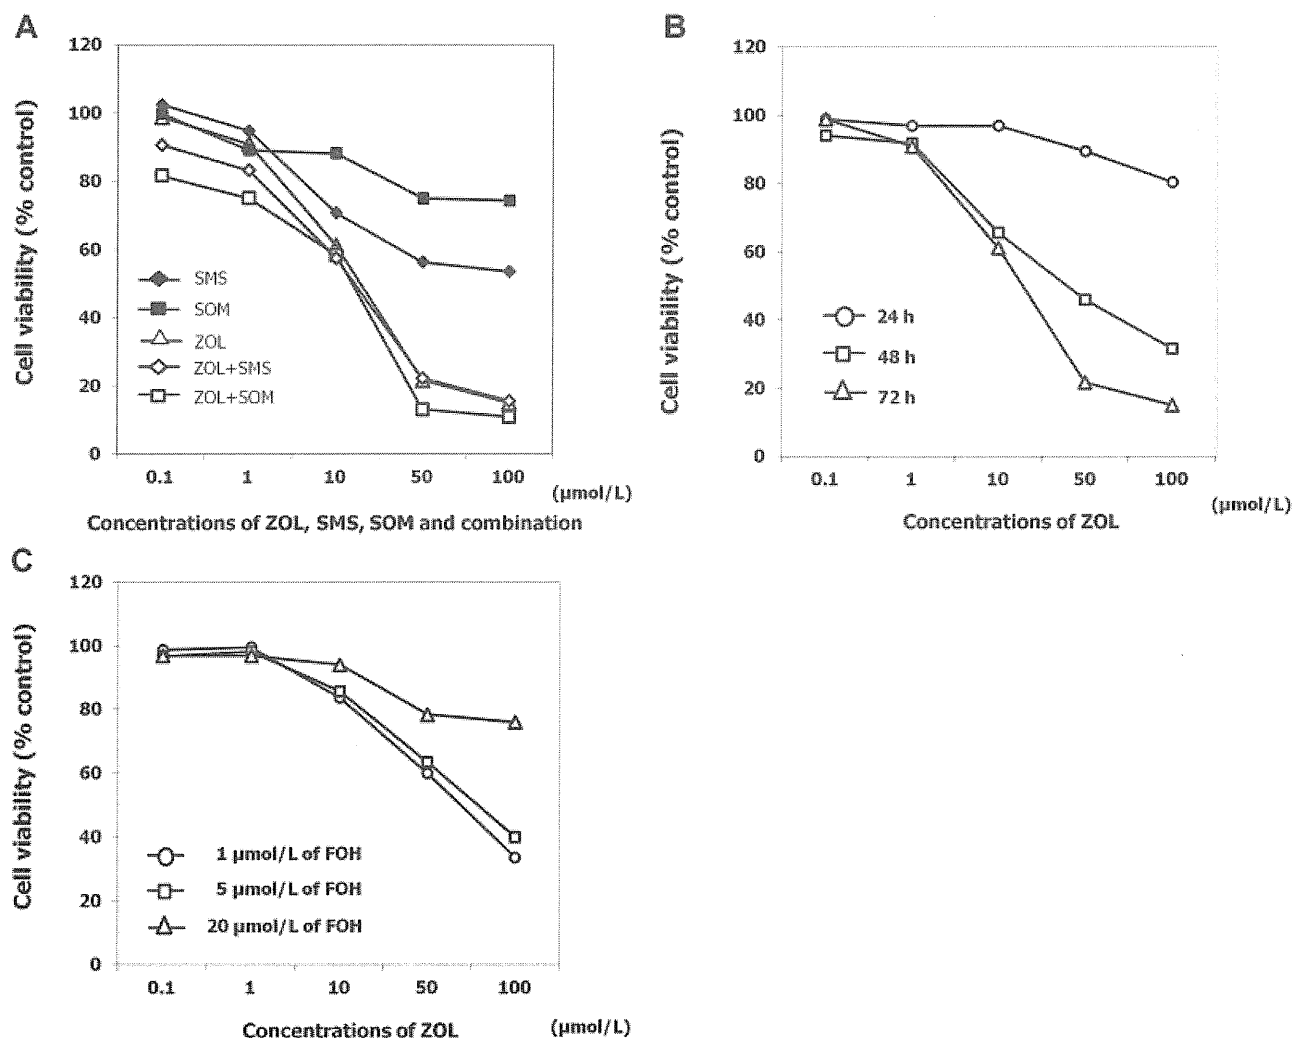 A
120
100
80
60
40
20
0
Cell viability (% control)
SMS
SOM
ZOL
ZOL+SMS
ZOL+SOM
0.1 1 10 50 100
(µmol/L)
Concentrations of ZOL, SMS, SOM and combination
B
120
100
80
60
40
20
0
Cell viability (% control)
24 h
48 h
72 h
0.1 1 10 50 100
(µmol/L)
Concentrations of ZOL
C
120
100
80
60
40
20
0
Cell viability (% control)
1 µmol/L of FOH
5 µmol/L of FOH
20 µmol/L of FOH
0.1 1 10 50 100
Concentrations of ZOL (µmol/L)